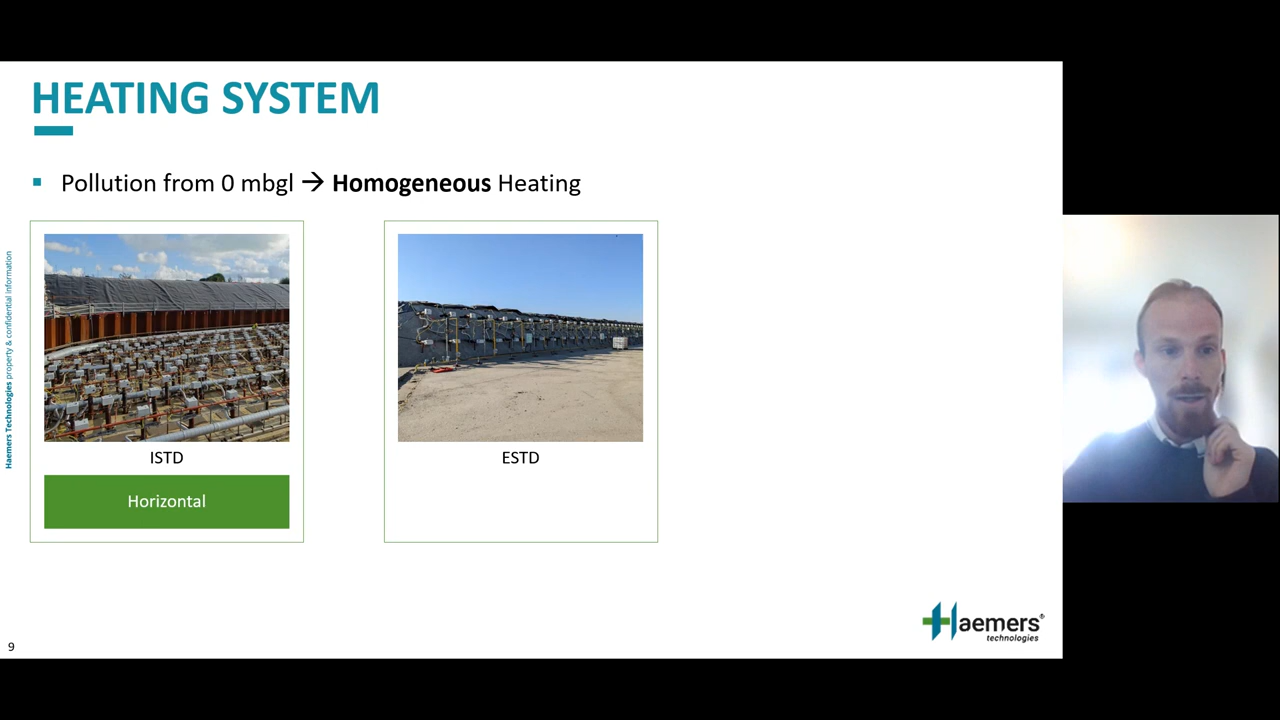 HEATING SYSTEM
Pollution from 0 mbgl → Homogeneous Heating
ISTD
Horizontal
ESTD
Haemers Technologies property & confidential information
Haemers®
technologies
9